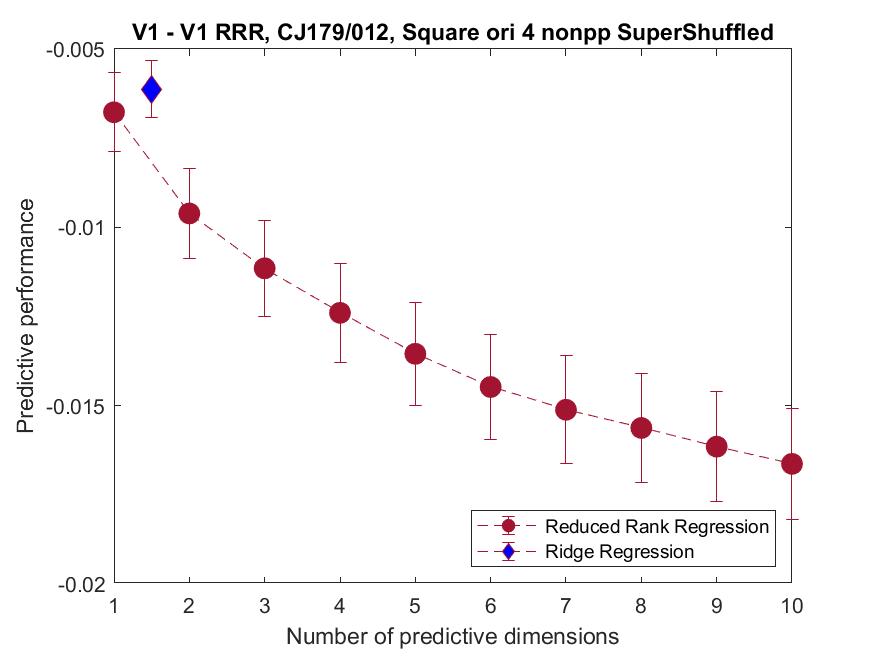 V1 - V1 RRR, CJ179/012, Square ori 4 nonpp SuperShuffled
-0.005
-0.01
-0.015
-0.02
Predictive performance
Reduced Rank Regression
Ridge Regression
1 2 3 4 5 6 7 8 9 10
Number of predictive dimensions